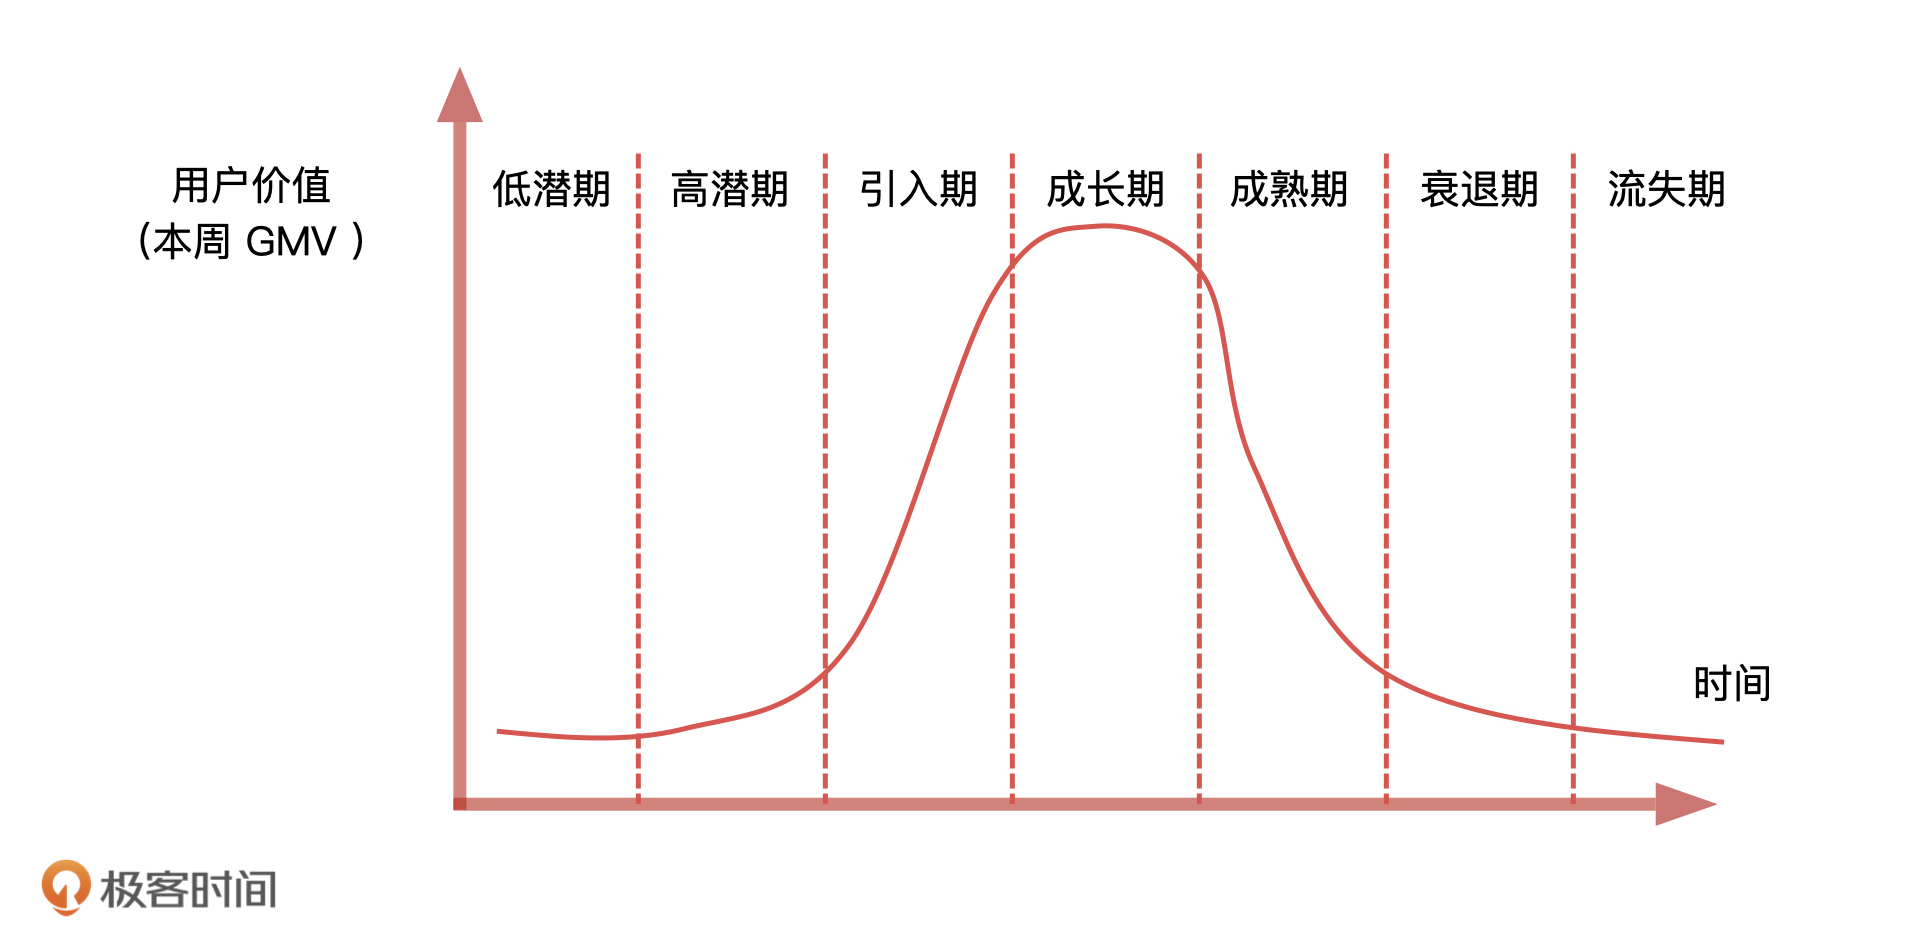 用户价值
（本周 GMV ）
低潜期
高潜期
引入期
成长期
成熟期
衰退期
流失期
时间
极客时间